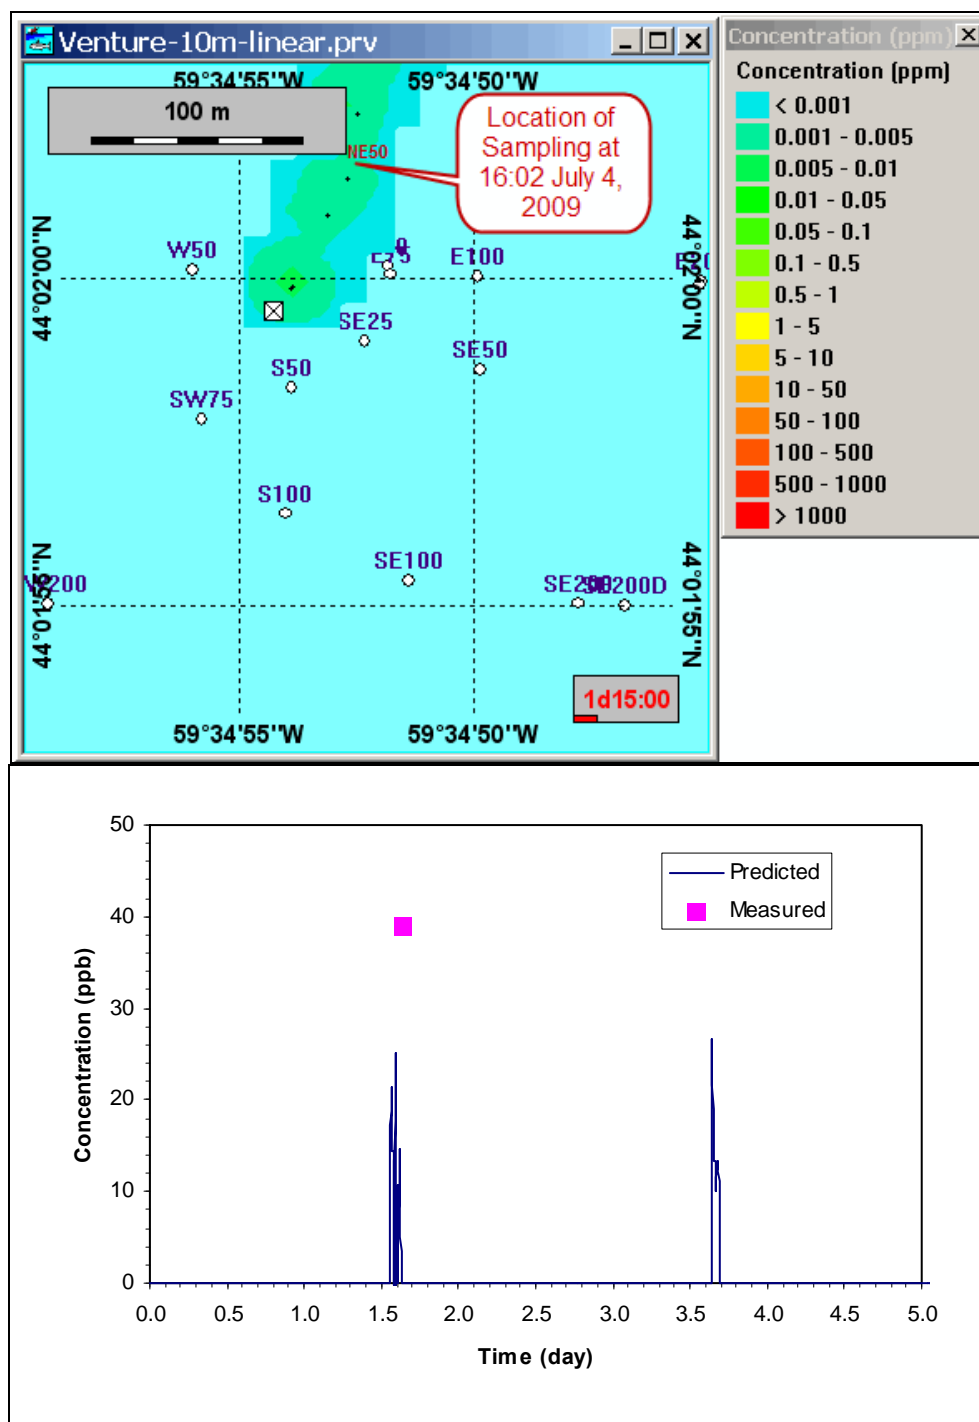 Venture-10m-linear.prv
Concentration (ppm)
59°34'55"W
59°34'50"W
100 m
Location of
Sampling at
16:02 July 4,
2009
NE50
W50
E75
E100
44°02'00"N
44°02'00"N
SE25
SE50
S50
SW75
S100
SE100
SE200
SE200D
44°01'55"N
44°01'55"N
1d15:00
59°34'55"W
59°34'50"W
Concentration (ppm)
< 0.001
0.001 - 0.005
0.005 - 0.01
0.01 - 0.05
0.05 - 0.1
0.1 - 0.5
0.5 - 1
1 - 5
5 - 10
10 - 50
50 - 100
100 - 500
500 - 1000
> 1000
50
40
30
20
10
0
Concentration (ppb)
Predicted
Measured
0.0
0.5
1.0
1.5
2.0
2.5
3.0
3.5
4.0
4.5
5.0
Time (day)